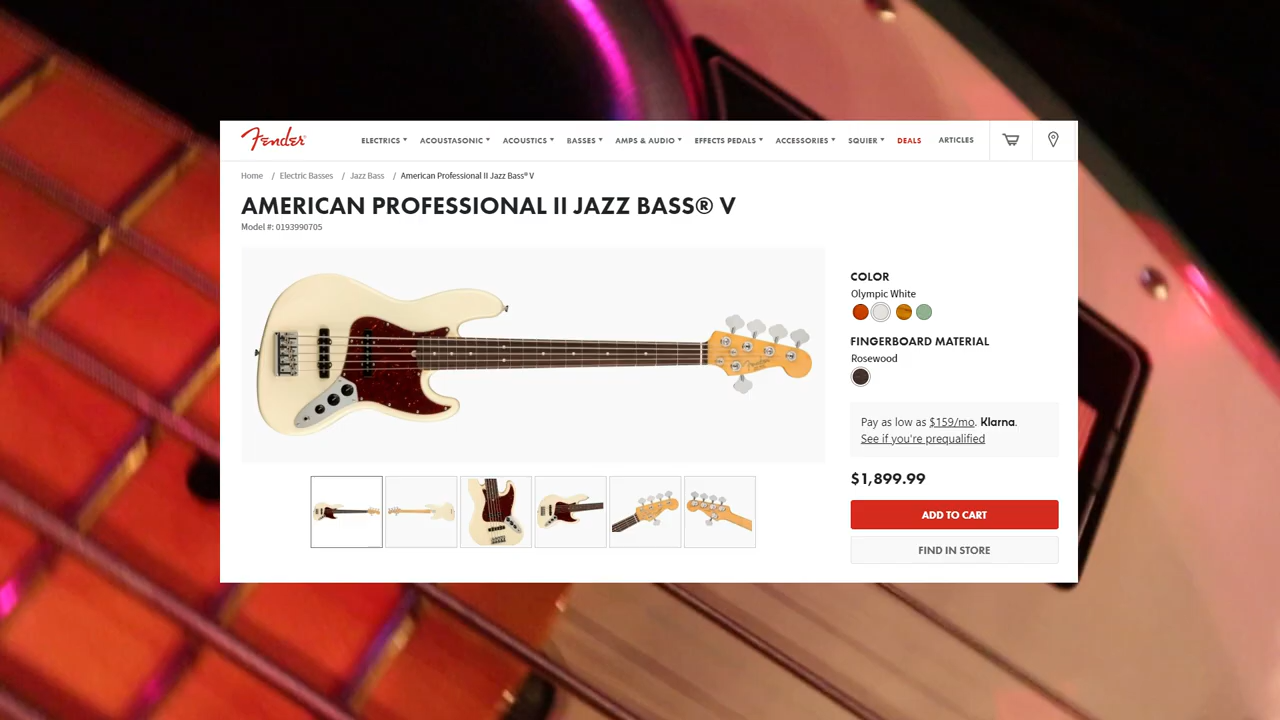 Fender
ELECTRICS ACOUSTASONIC ACOUSTICS BASSES AMPS & AUDIO EFFECTS PEDALS ACCESSORIES SQUIER DEALS ARTICLES
Home / Electric Basses / Jazz Bass / American Professional II Jazz Bass® V
AMERICAN PROFESSIONAL II JAZZ BASS® V
Model #: 0193990705
COLOR
Olympic White
FINGERBOARD MATERIAL
Rosewood
Pay as low as $159/mo. Klarna.
See if you're prequalified
$1,899.99
ADD TO CART
FIND IN STORE